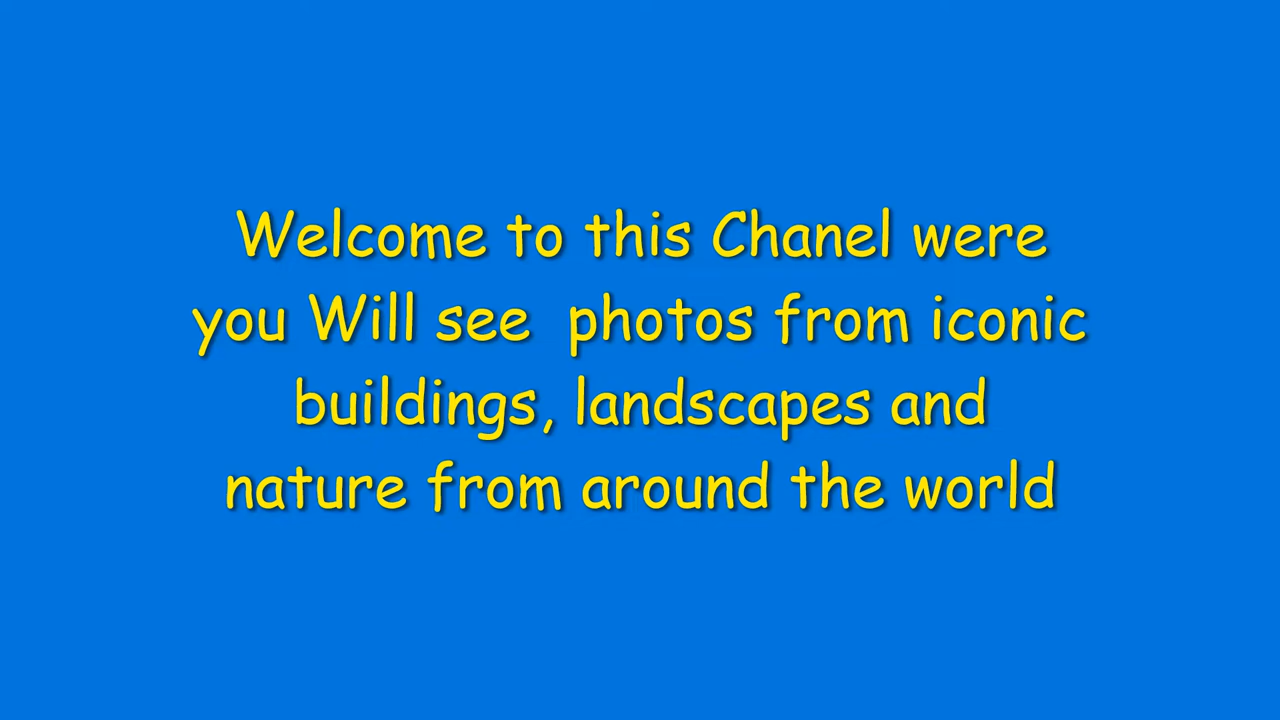 Welcome to this Chanel were
you Will see  photos from iconic
buildings, landscapes and
nature from around the world